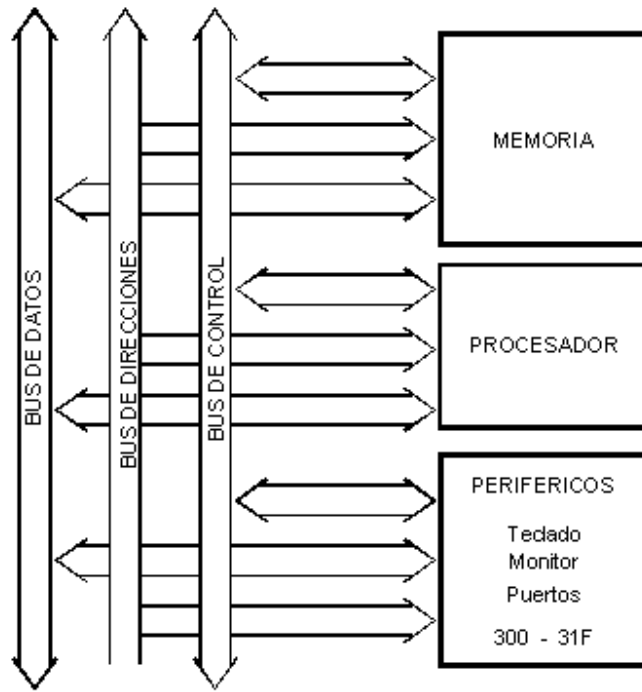 BUS DE DATOS
BUS DE DIRECCIONES
BUS DE CONTROL
MEMORIA
PROCESADOR
PERIFERICOS
Teclado
Monitor
Puertos
300 - 31F